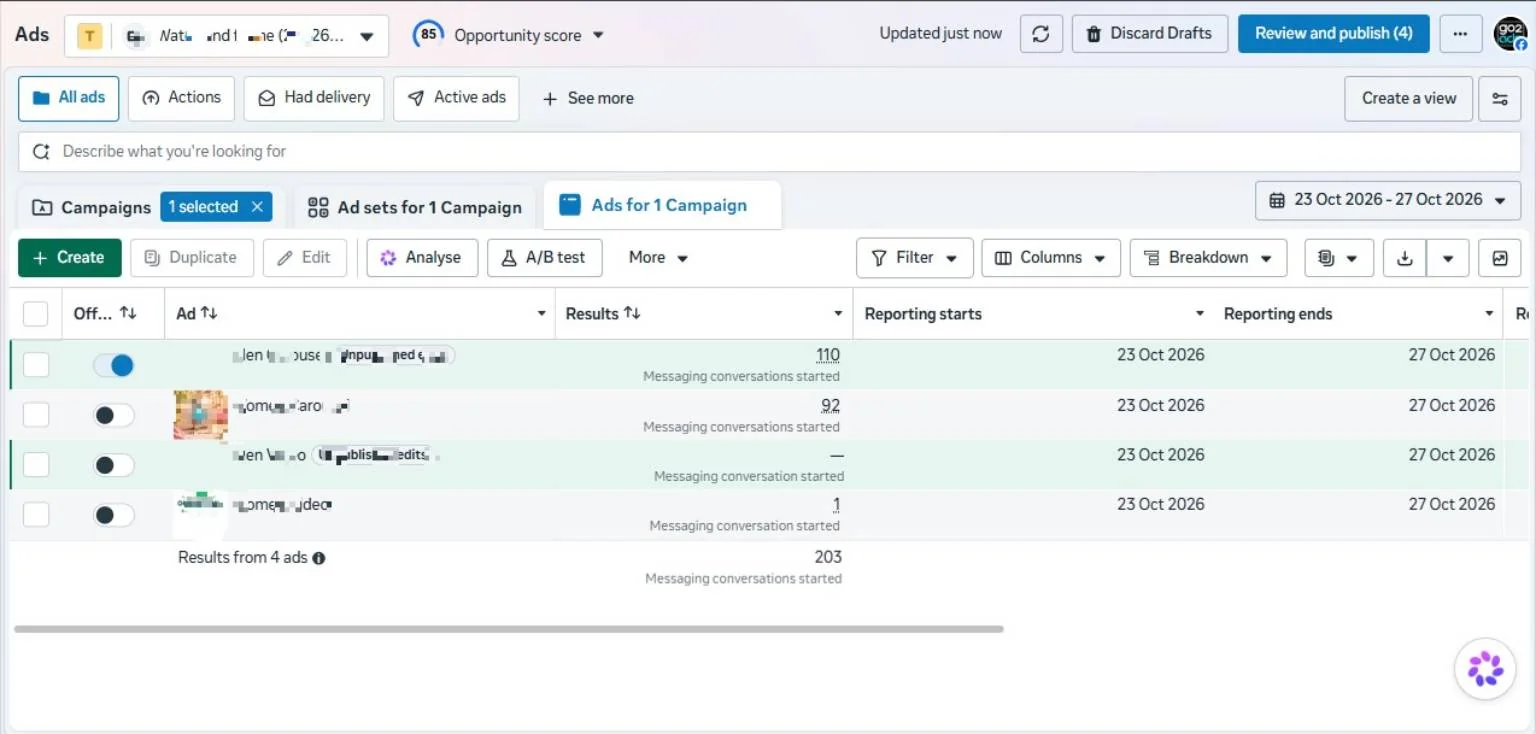 Ads T 26... 85 Opportunity score Updated just now Discard Drafts Review and publish (4) ... go2
All ads Actions Had delivery Active ads + See more Create a view
Describe what you're looking for
Campaigns 1 selected × Ad sets for 1 Campaign Ads for 1 Campaign 23 Oct 2026 - 27 Oct 2026
+ Create Duplicate Edit Analyse A/B test More Filter Columns Breakdown
Off... Ad Results Reporting starts Reporting ends
110 23 Oct 2026 27 Oct 2026
Messaging conversations started
92 23 Oct 2026 27 Oct 2026
Messaging conversations started
— 23 Oct 2026 27 Oct 2026
Messaging conversation started
1 23 Oct 2026 27 Oct 2026
Messaging conversation started
Results from 4 ads 203
Messaging conversations started